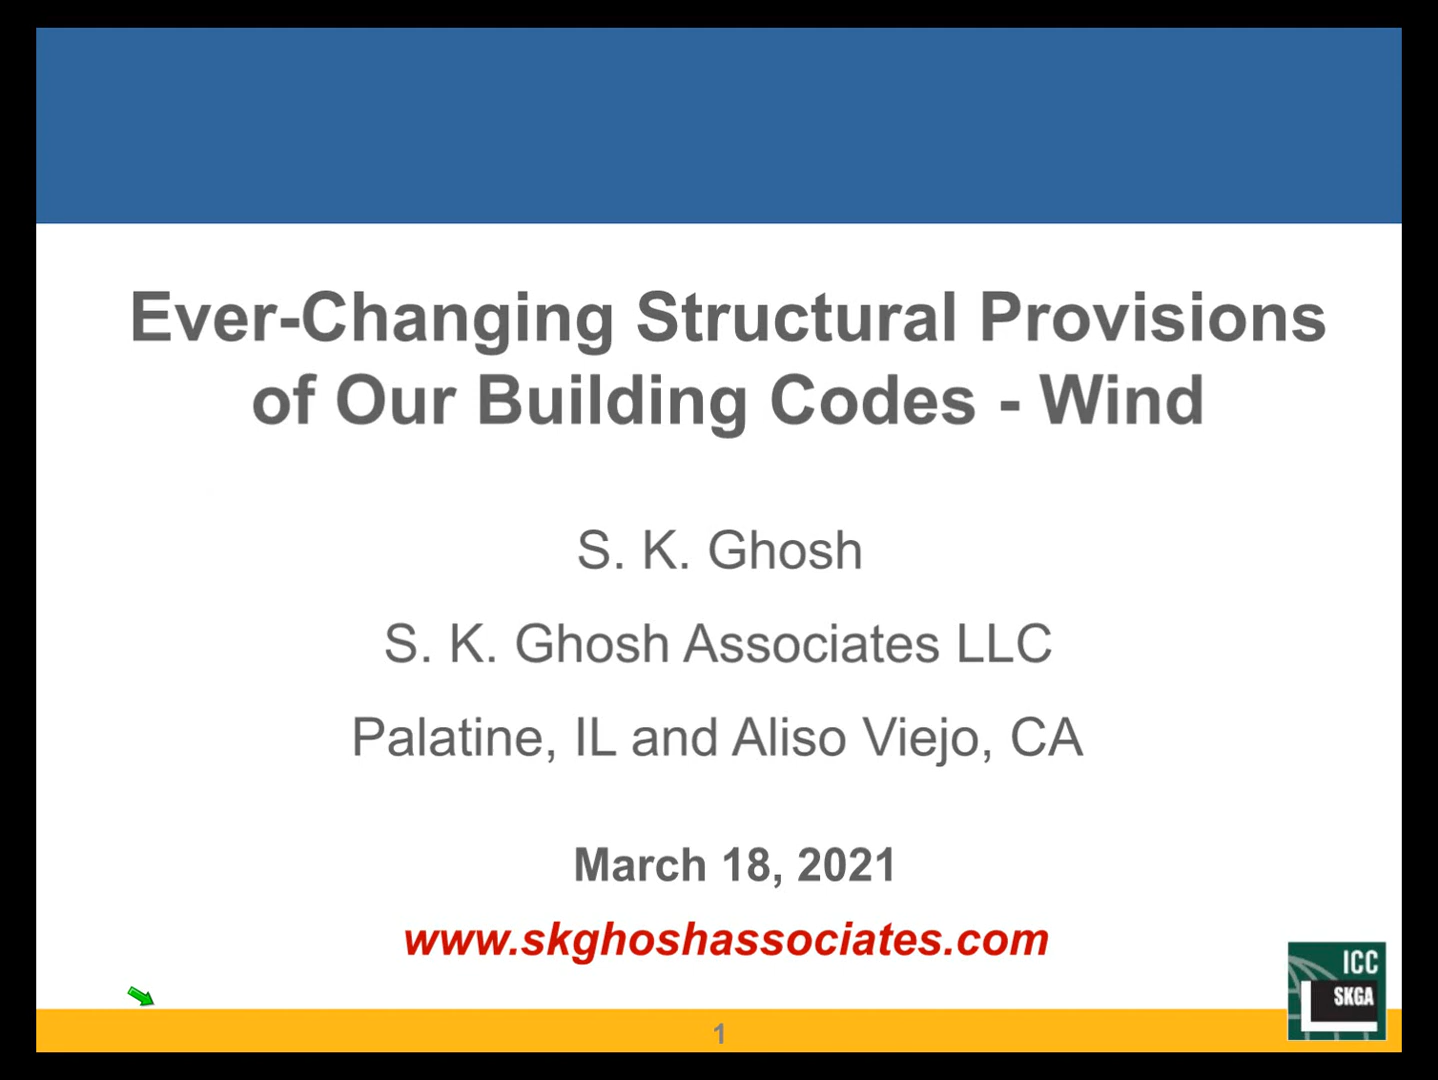 Ever-Changing Structural Provisions
of Our Building Codes - Wind
S. K. Ghosh
S. K. Ghosh Associates LLC
Palatine, IL and Aliso Viejo, CA
March 18, 2021
www.skghoshassociates.com
ICC
SKGA
1